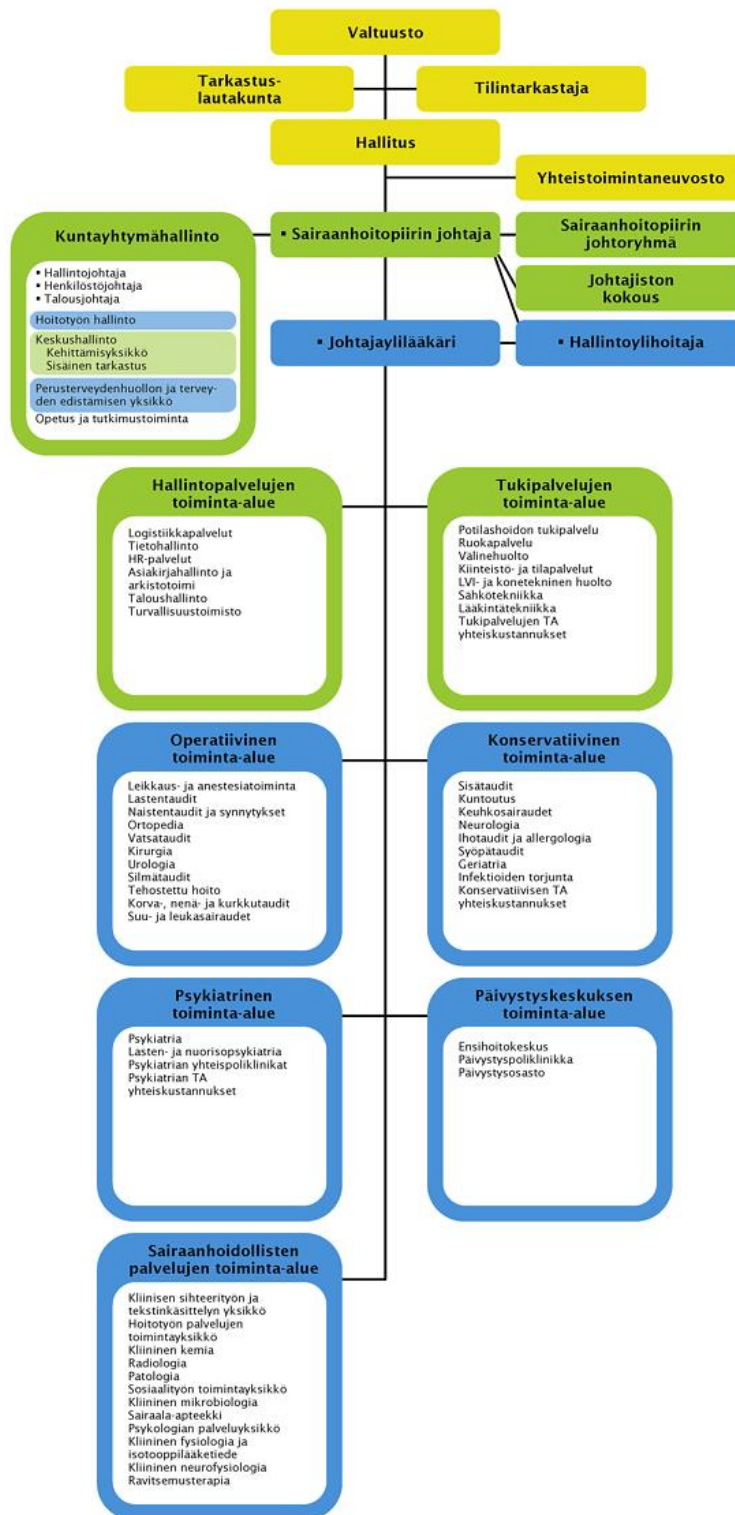 Valtuusto
Tarkastus-
lautakunta
Tilintarkastaja
Hallitus
Yhteistoimintaneuvosto
Kuntayhtymähallinto
▪ Hallintojohtaja
▪ Henkilöstöjohtaja
▪ Talousjohtaja
Hoitotyön hallinto
Keskushallinto
Kehittämisyksikkö
Sisäinen tarkastus
Perusterveydenhuollon ja tervey-
den edistämisen yksikkö
Opetus ja tutkimustoiminta
▪ Sairaanhoitopiirin johtaja
Sairaanhoitopiirin
johtoryhmä
Johtajiston
kokous
▪ Johtajaylilääkäri
▪ Hallintoylihoitaja
Hallintopalvelujen
toiminta-alue
Logistiikkapalvelut
Tietohallinto
HR-palvelut
Asiakirjahallinto ja
arkistotoimi
Taloushallinto
Turvallisuustoimisto
Tukipalvelujen
toiminta-alue
Potilashoidon tukipalvelu
Ruokapalvelu
Välinehuolto
Kiinteistö- ja tilapalvelut
LVI- ja konetekninen huolto
Sähkötekniikka
Lääkintätekniikka
Tukipalvelujen TA
yhteiskustannukset
Operatiivinen
toiminta-alue
Leikkaus- ja anestesiatoiminta
Lastentaudit
Naistentaudit ja synnytykset
Ortopedia
Vatsataudit
Kirurgia
Urologia
Silmätaudit
Tehostettu hoito
Korva-, nenä- ja kurkkutaudit
Suu- ja leukasairaudet
Konservatiivinen
toiminta-alue
Sisätaudit
Kuntoutus
Keuhkosairaudet
Neurologia
Ihotaudit ja allergologia
Syöpätaudit
Geriatria
Infektioiden torjunta
Konservatiivisen TA
yhteiskustannukset
Psykiatrinen
toiminta-alue
Psykiatria
Lasten- ja nuorisopsykiatria
Psykiatrian yhteispoliklinikat
Psykiatrian TA
yhteiskustannukset
Päivystyskeskuksen
toiminta-alue
Ensihoitokeskus
Päivystyspoliklinikka
Päivystysosasto
Sairaanhoidollisten
palvelujen toiminta-alue
Kliinisen sihteerityön ja
tekstinkäsittelyn yksikkö
Hoitotyön palvelujen
toimintayksikkö
Kliininen kemia
Radiologia
Patologia
Sosiaalityön toimintayksikkö
Kliininen mikrobiologia
Sairaala-apteekki
Psykologian palveluyksikkö
Kliininen fysiologia ja
isotooppilääketiede
Kliininen neurofysiologia
Ravitsemusterapia